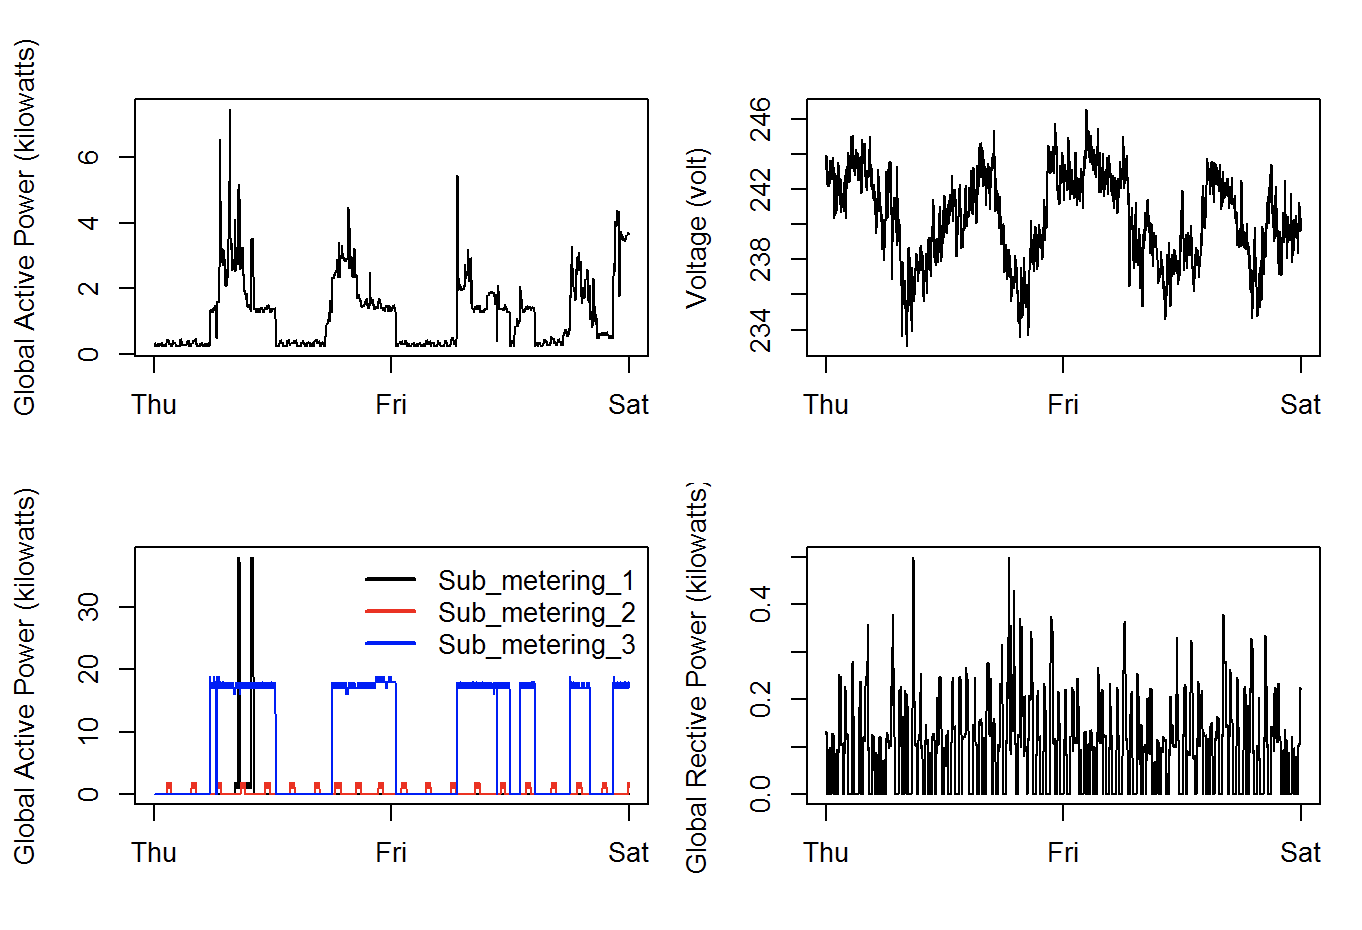 Global Active Power (kilowatts)
6
4
2
0
Thu
Fri
Sat
Voltage (volt)
246
242
238
234
Thu
Fri
Sat
Global Active Power (kilowatts)
30
20
10
0
Sub_metering_1
Sub_metering_2
Sub_metering_3
Thu
Fri
Sat
Global Rective Power (kilowatts)
0.4
0.2
0.0
Thu
Fri
Sat